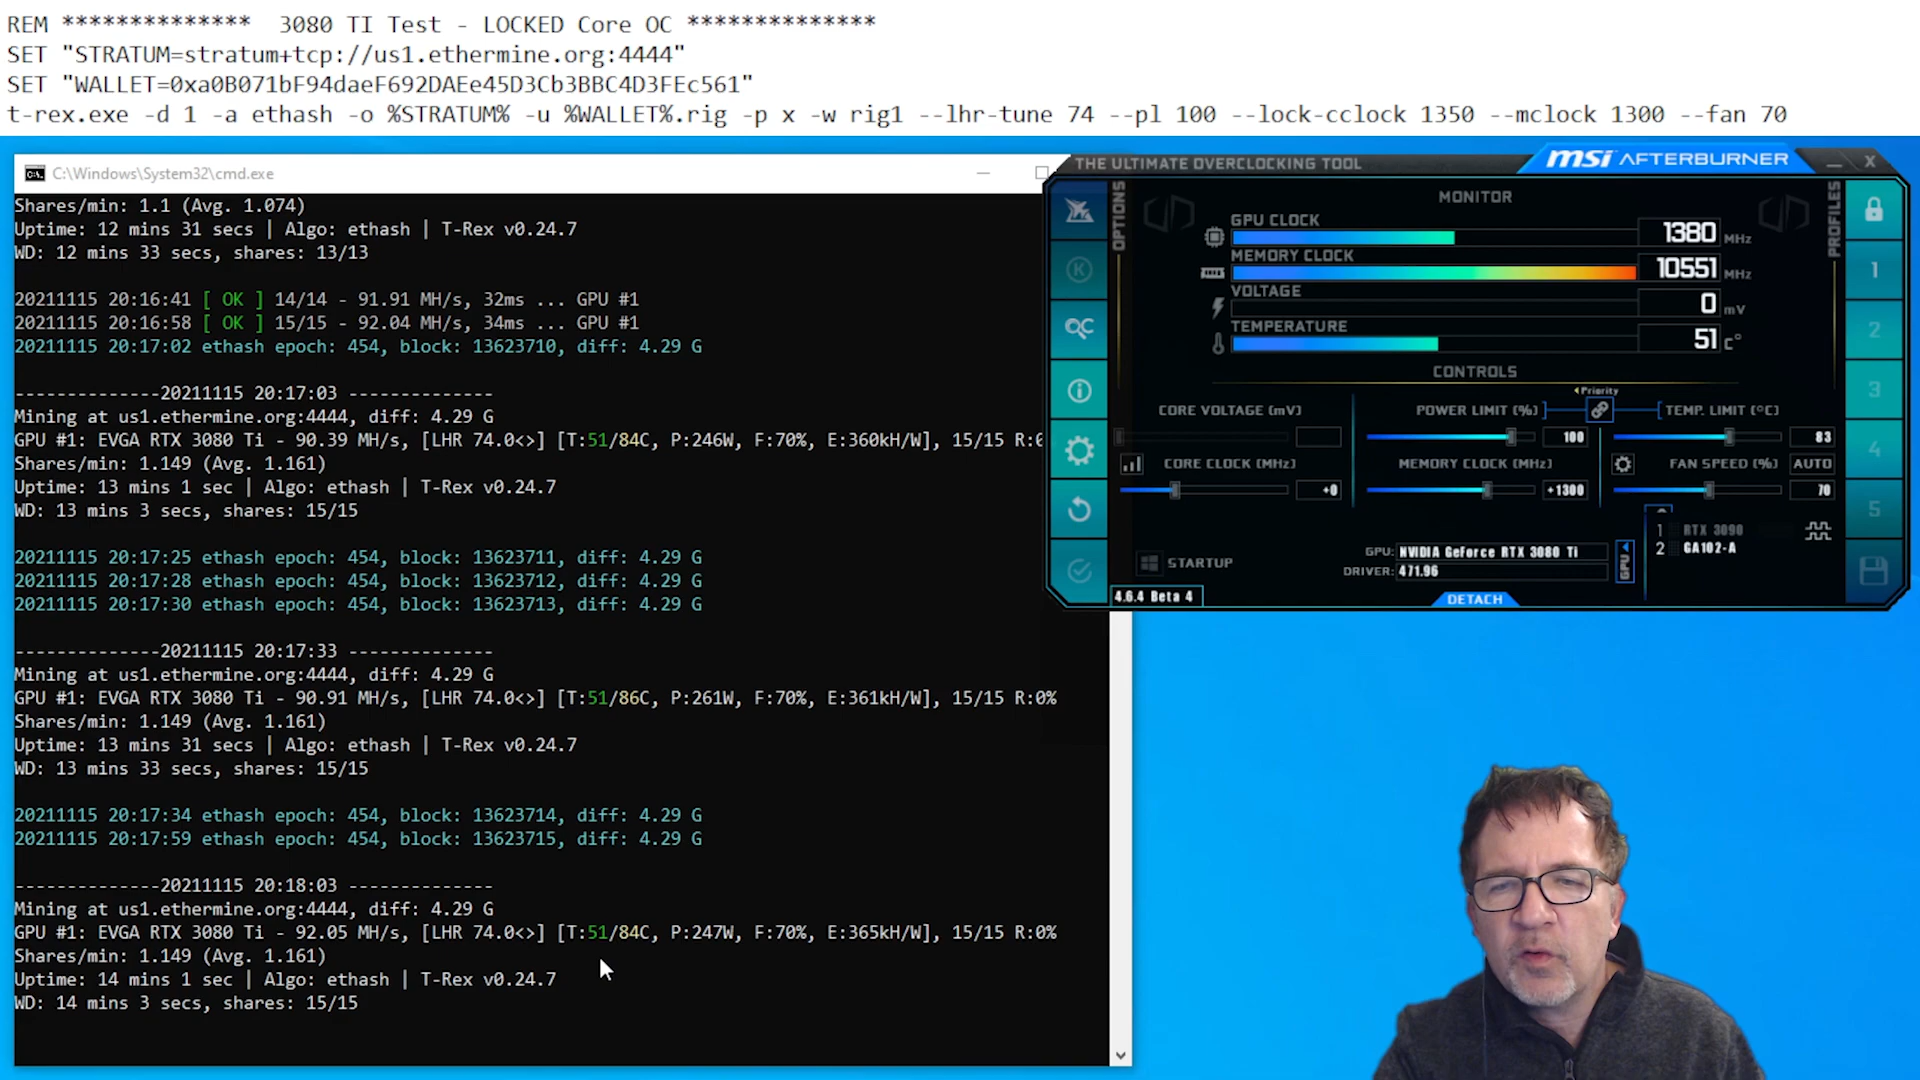 REM ************** 3080 TI Test - LOCKED Core OC **************
SET "STRATUM=stratum+tcp://us1.ethermine.org:4444"
SET "WALLET=0xa0B071bF94daeF692DAEe45D3Cb3BBC4D3FEc561"
t-rex.exe -d 1 -a ethash -o %STRATUM% -u %WALLET%.rig -p x -w rig1 --lhr-tune 74 --pl 100 --lock-cclock 1350 --mclock 1300 --fan 70
C:\Windows\System32\cmd.exe
Shares/min: 1.1 (Avg. 1.074)
Uptime: 12 mins 31 secs | Algo: ethash | T-Rex v0.24.7
WD: 12 mins 33 secs, shares: 13/13
20211115 20:16:41 [ OK ] 14/14 - 91.91 MH/s, 32ms ... GPU #1
20211115 20:16:58 [ OK ] 15/15 - 92.04 MH/s, 34ms ... GPU #1
20211115 20:17:02 ethash epoch: 454, block: 13623710, diff: 4.29 G
--------------20211115 20:17:03 --------------
Mining at us1.ethermine.org:4444, diff: 4.29 G
GPU #1: EVGA RTX 3080 Ti - 90.39 MH/s, [LHR 74.0<>] [T:51/84C, P:246W, F:70%, E:360kH/W], 15/15 R:0
Shares/min: 1.149 (Avg. 1.161)
Uptime: 13 mins 1 sec | Algo: ethash | T-Rex v0.24.7
WD: 13 mins 3 secs, shares: 15/15
20211115 20:17:25 ethash epoch: 454, block: 13623711, diff: 4.29 G
20211115 20:17:28 ethash epoch: 454, block: 13623712, diff: 4.29 G
20211115 20:17:30 ethash epoch: 454, block: 13623713, diff: 4.29 G
--------------20211115 20:17:33 --------------
Mining at us1.ethermine.org:4444, diff: 4.29 G
GPU #1: EVGA RTX 3080 Ti - 90.91 MH/s, [LHR 74.0<>] [T:51/86C, P:261W, F:70%, E:361kH/W], 15/15 R:0%
Shares/min: 1.149 (Avg. 1.161)
Uptime: 13 mins 31 secs | Algo: ethash | T-Rex v0.24.7
WD: 13 mins 33 secs, shares: 15/15
20211115 20:17:34 ethash epoch: 454, block: 13623714, diff: 4.29 G
20211115 20:17:59 ethash epoch: 454, block: 13623715, diff: 4.29 G
--------------20211115 20:18:03 --------------
Mining at us1.ethermine.org:4444, diff: 4.29 G
GPU #1: EVGA RTX 3080 Ti - 92.05 MH/s, [LHR 74.0<>] [T:51/84C, P:247W, F:70%, E:365kH/W], 15/15 R:0%
Shares/min: 1.149 (Avg. 1.161)
Uptime: 14 mins 1 sec | Algo: ethash | T-Rex v0.24.7
WD: 14 mins 3 secs, shares: 15/15
THE ULTIMATE OVERCLOCKING TOOL
msi AFTERBURNER
OPTIONS
PROFILES
MONITOR
GPU CLOCK 1380 MHz
MEMORY CLOCK 10551 MHz
VOLTAGE 0 mV
TEMPERATURE 51 C°
CONTROLS
Priority
CORE VOLTAGE (mV) POWER LIMIT (%) TEMP. LIMIT (°C)
100 83
CORE CLOCK (MHz) MEMORY CLOCK (MHz) FAN SPEED (%) AUTO
+0 +1300 70
STARTUP
GPU: NVIDIA GeForce RTX 3080 Ti
DRIVER: 471.96
GPU
1 RTX 3090
2 GA102-A
4.6.4 Beta 4
DETACH
K
OC
1
2
3
4
5